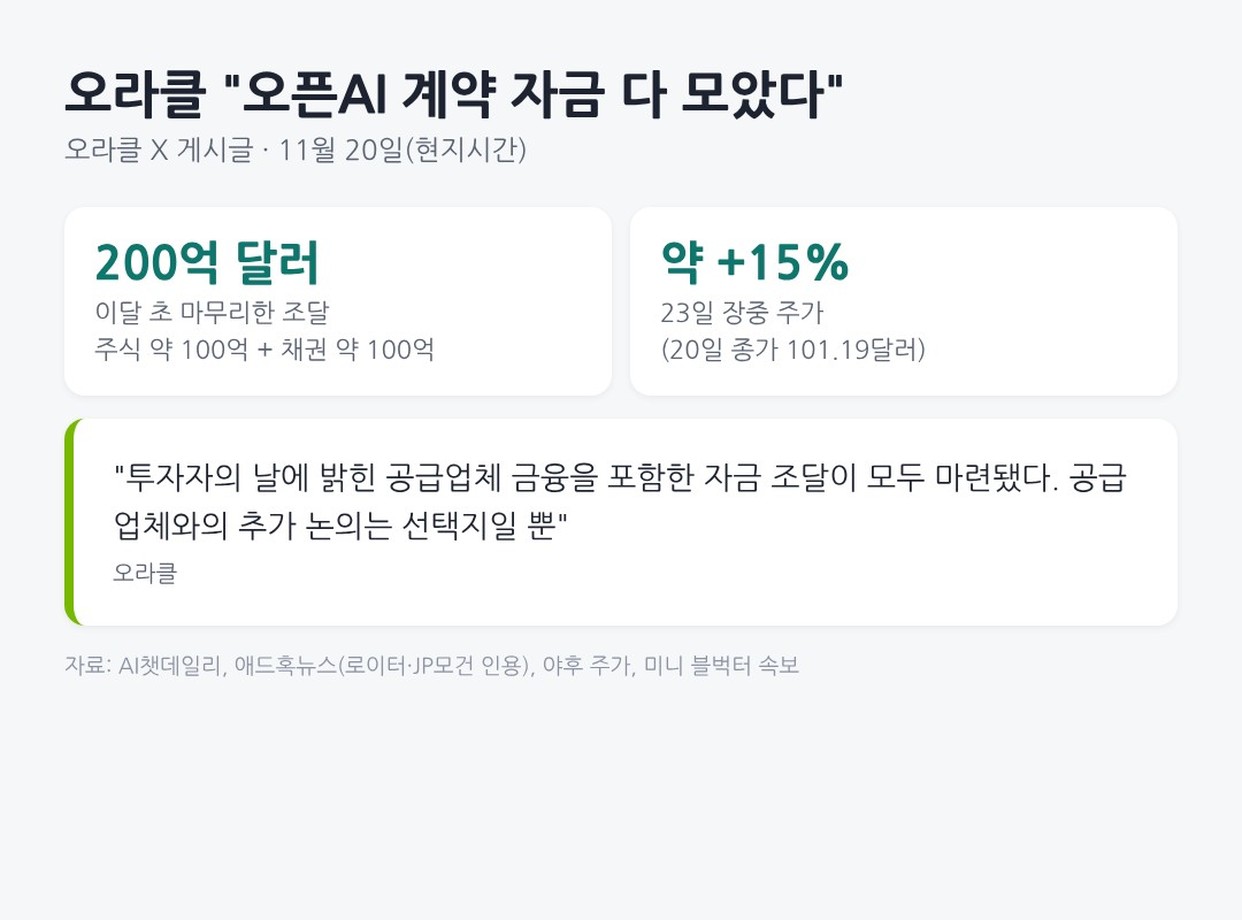 오라클 "오픈AI 계약 자금 다 모았다"
오라클 X 게시글 · 11월 20일(현지시간)
200억 달러
이달 초 마무리한 조달
주식 약 100억 + 채권 약 100억
약 +15%
23일 장중 주가
(20일 종가 101.19달러)
"투자자의 날에 밝힌 공급업체 금융을 포함한 자금 조달이 모두 마련됐다. 공급
업체와의 추가 논의는 선택지일 뿐"
오라클
자료: AI챗데일리, 애드혹뉴스(로이터·JP모건 인용), 야후 주가, 미니 블벅터 속보